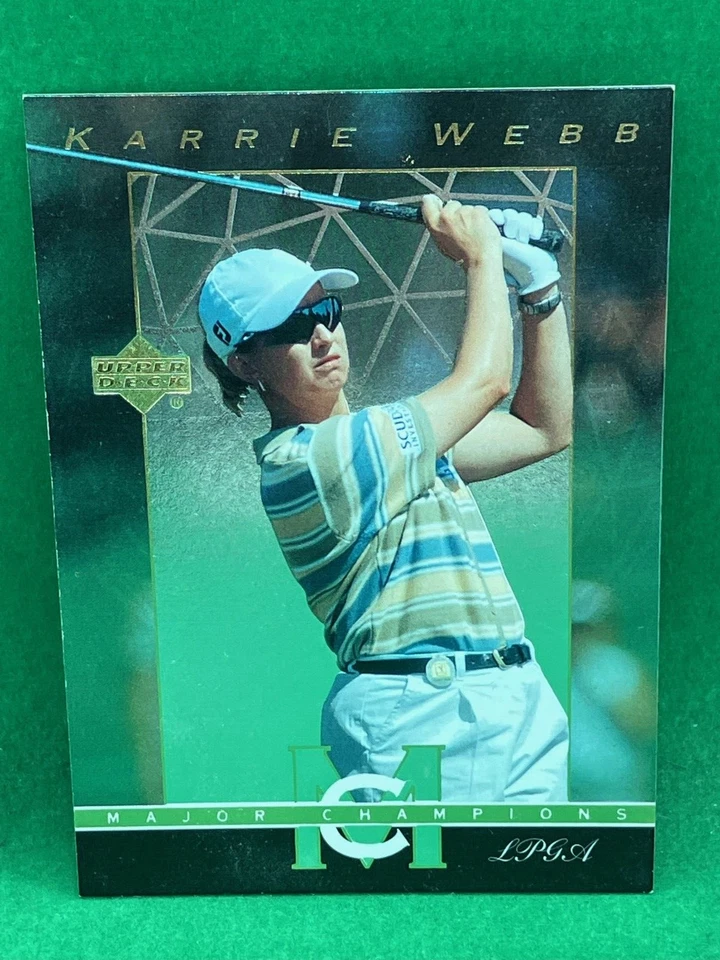 KARRIE WEBB
UPPER
DECK
®
SCUD
MC
MAJOR CHAMPIONS
LPGA